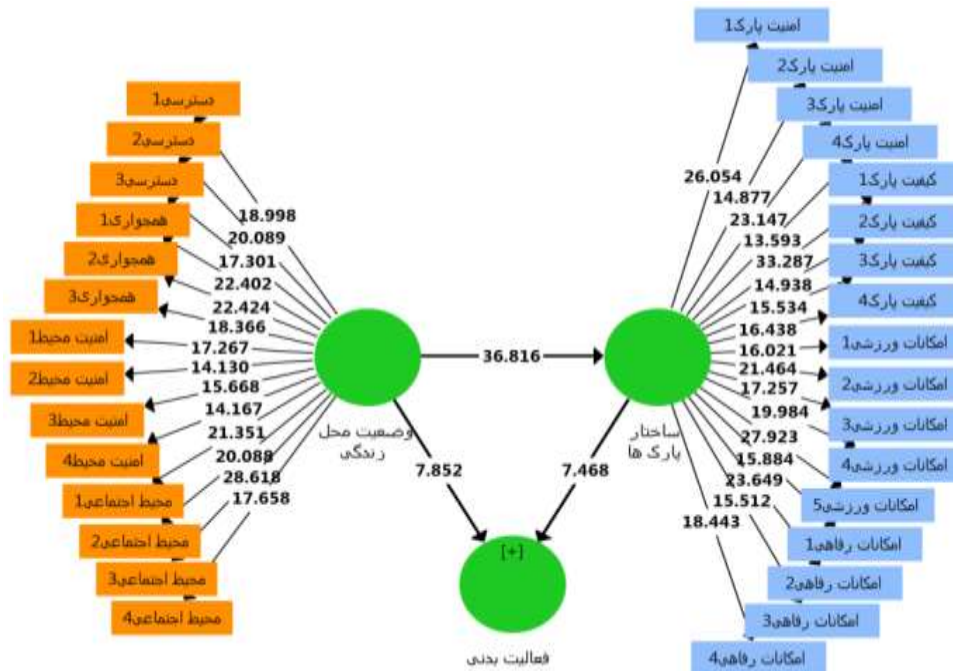 دسترسی1
دسترسی2
دسترسی3
همجواری1
همجواری2
همجواری3
امنیت محیط1
امنیت محیط2
امنیت محیط3
امنیت محیط4
محیط اجتماعی1
محیط اجتماعی2
محیط اجتماعی3
محیط اجتماعی4
18.998
20.089
17.301
22.402
22.424
18.366
17.267
14.130
15.668
14.167
21.351
20.088
28.618
17.658
وضعیت محل
زندگی
36.816
7.852
7.468
ساختار
پارک ها
[+]
فعالیت بدنی
26.054
14.877
23.147
13.593
33.287
14.938
15.534
16.438
16.021
21.464
17.257
19.984
27.923
15.884
23.649
15.512
18.443
امنیت پارک1
امنیت پارک2
امنیت پارک3
امنیت پارک4
کیفیت پارک1
کیفیت پارک2
کیفیت پارک3
کیفیت پارک4
امکانات ورزشی1
امکانات ورزشی2
امکانات ورزشی3
امکانات ورزشی4
امکانات ورزشی5
امکانات رفاهی1
امکانات رفاهی2
امکانات رفاهی3
امکانات رفاهی4